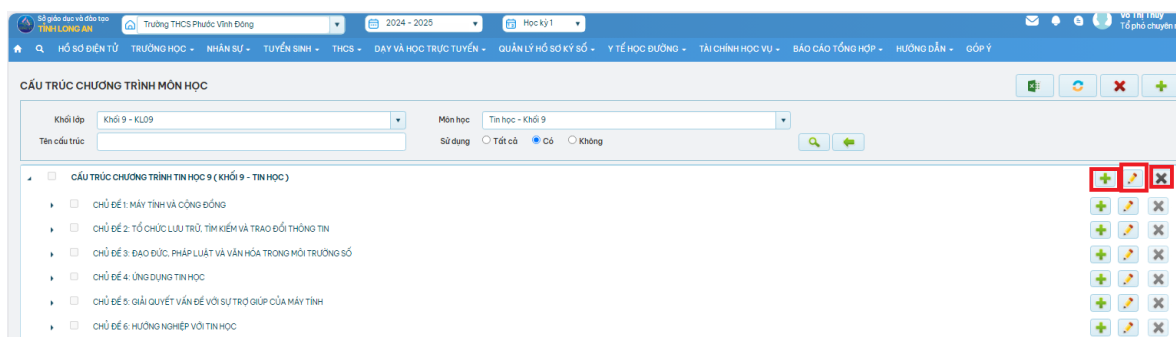 Sở giáo dục và đào tạo
TỈNH LONG AN
Trường THCS Phước Vĩnh Đông
2024 - 2025
Học kỳ 1
Võ Thị Thủy
Tổ phó chuyên
HỒ SƠ ĐIỆN TỬ TRƯỜNG HỌC NHÂN SỰ TUYỂN SINH THCS DẠY VÀ HỌC TRỰC TUYẾN QUẢN LÝ HỒ SƠ KÝ SỐ Y TẾ HỌC ĐƯỜNG TÀI CHÍNH HỌC VỤ BÁO CÁO TỔNG HỢP HƯỚNG DẪN GÓP Ý
CẤU TRÚC CHƯƠNG TRÌNH MÔN HỌC
Khối lớp Khối 9 - KL09 Môn học Tin học - Khối 9
Tên cấu trúc Sử dụng Tất cả Có Không
CẤU TRÚC CHƯƠNG TRÌNH TIN HỌC 9 ( KHỐI 9 - TIN HỌC )
CHỦ ĐỀ 1: MÁY TÍNH VÀ CỘNG ĐỒNG
CHỦ ĐỀ 2: TỔ CHỨC LƯU TRỮ, TÌM KIẾM VÀ TRAO ĐỔI THÔNG TIN
CHỦ ĐỀ 3: ĐẠO ĐỨC, PHÁP LUẬT VÀ VĂN HÓA TRONG MÔI TRƯỜNG SỐ
CHỦ ĐỀ 4: ỨNG DỤNG TIN HỌC
CHỦ ĐỀ 5: GIẢI QUYẾT VẤN ĐỀ VỚI SỰ TRỢ GIÚP CỦA MÁY TÍNH
CHỦ ĐỀ 6: HƯỚNG NGHIỆP VỚI TIN HỌC